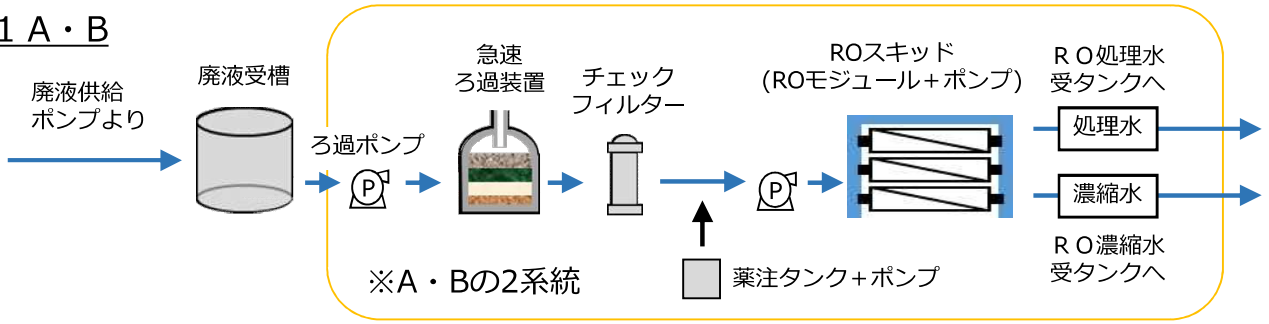 1 A・B
廃液供給
ポンプより
廃液受槽
ろ過ポンプ
P
急速
ろ過装置
チェック
フィルター
P
ROスキッド
(ROモジュール＋ポンプ)
ＲＯ処理水
受タンクへ
処理水
濃縮水
ＲＯ濃縮水
受タンクへ
※A・Bの2系統
薬注タンク＋ポンプ